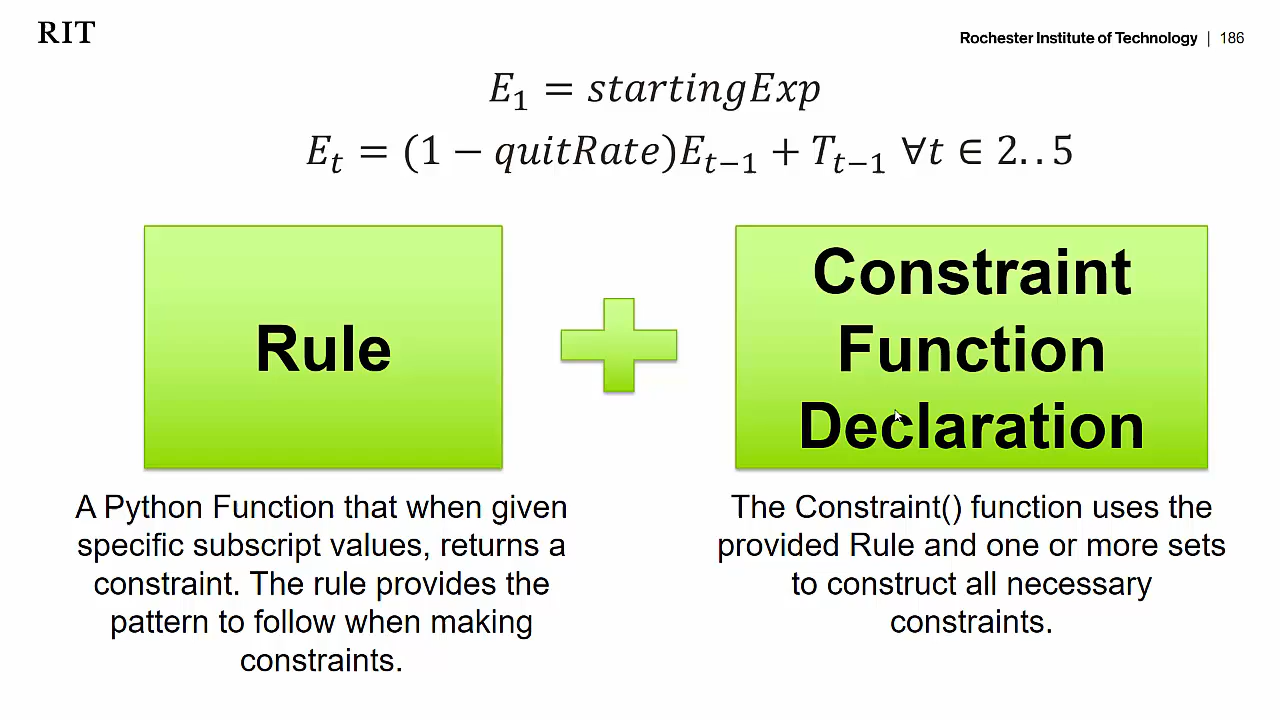 RIT
Rochester Institute of Technology | 186
E₁ = startingExp
Eₜ = (1 − quitRate)Eₜ₋₁ + Tₜ₋₁ ∀t ∈ 2..5
Rule
A Python Function that when given
specific subscript values, returns a
constraint. The rule provides the
pattern to follow when making
constraints.
Constraint
Function
Declaration
The Constraint() function uses the
provided Rule and one or more sets
to construct all necessary
constraints.